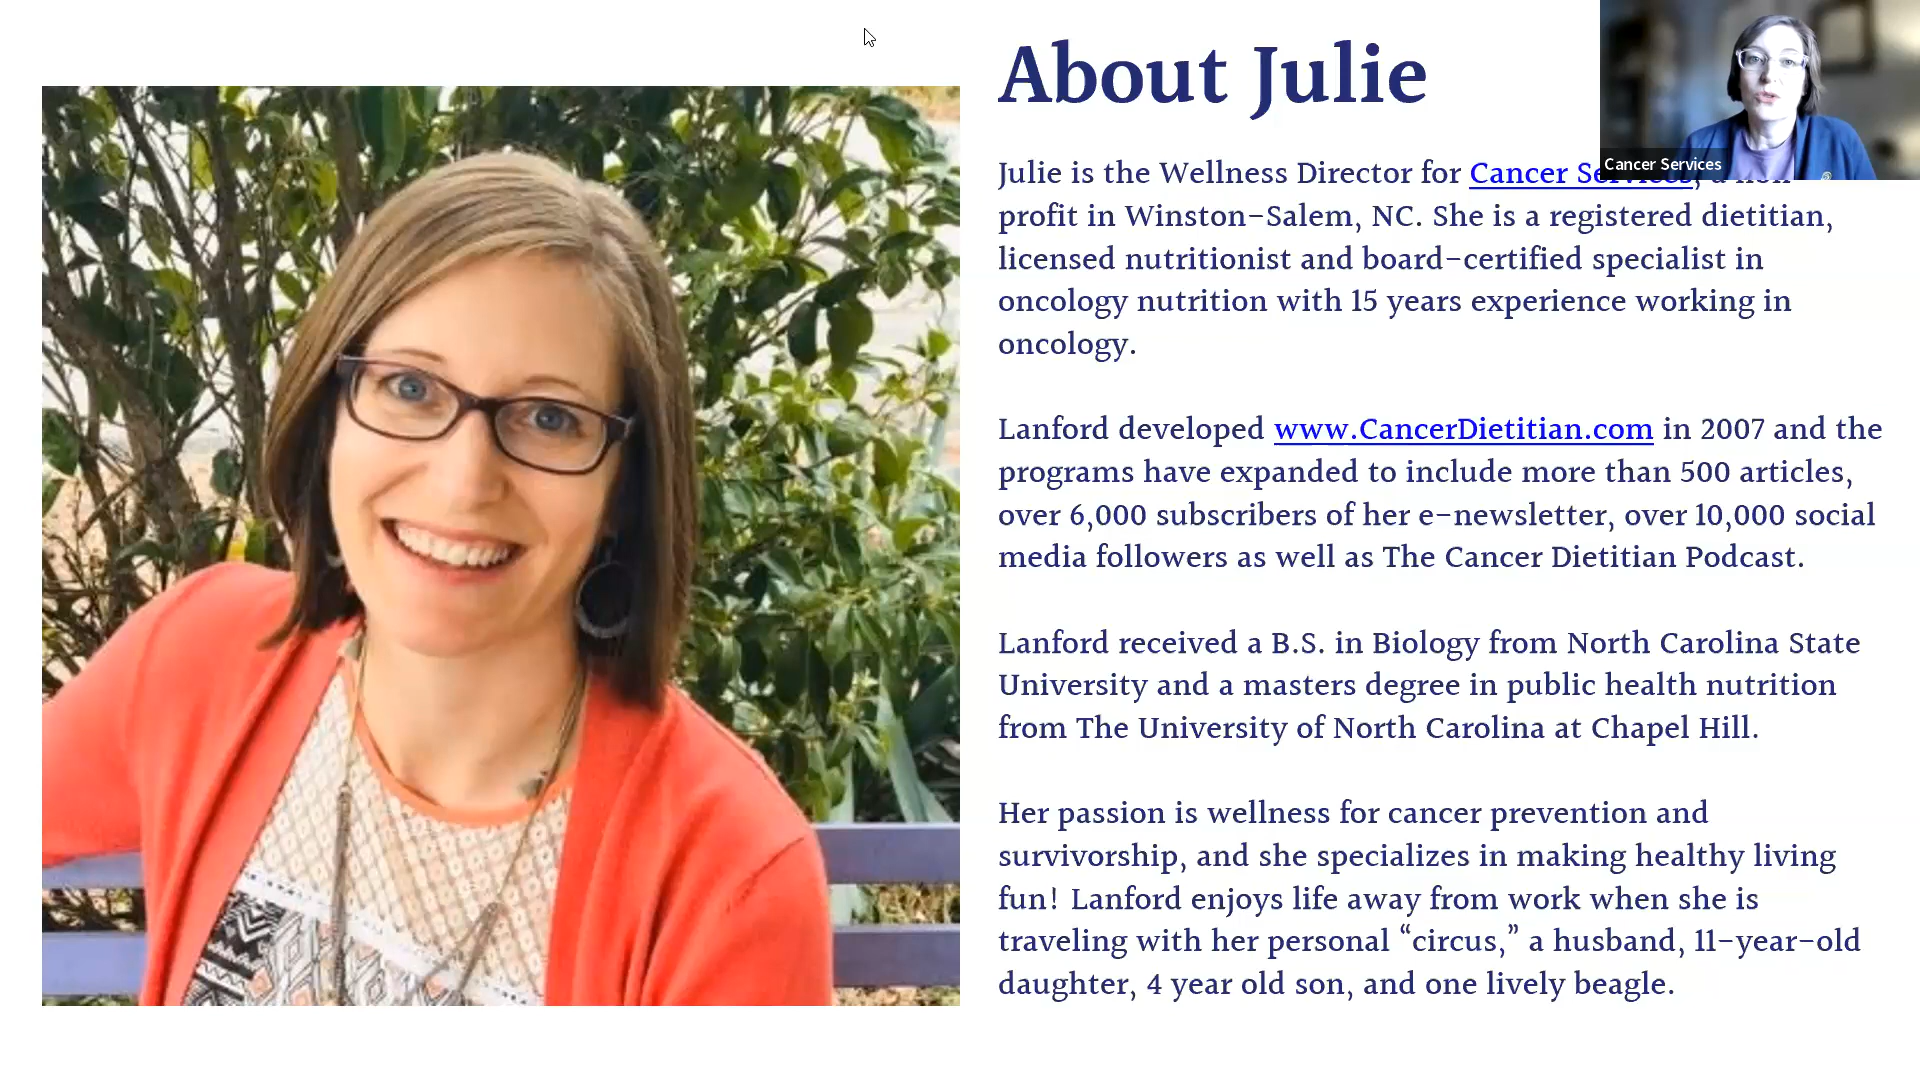 About Julie
Cancer Services
Julie is the Wellness Director for Cancer Services, a non
profit in Winston-Salem, NC. She is a registered dietitian,
licensed nutritionist and board-certified specialist in
oncology nutrition with 15 years experience working in
oncology.
Lanford developed www.CancerDietitian.com in 2007 and the
programs have expanded to include more than 500 articles,
over 6,000 subscribers of her e-newsletter, over 10,000 social
media followers as well as The Cancer Dietitian Podcast.
Lanford received a B.S. in Biology from North Carolina State
University and a masters degree in public health nutrition
from The University of North Carolina at Chapel Hill.
Her passion is wellness for cancer prevention and
survivorship, and she specializes in making healthy living
fun! Lanford enjoys life away from work when she is
traveling with her personal “circus,” a husband, 11-year-old
daughter, 4 year old son, and one lively beagle.